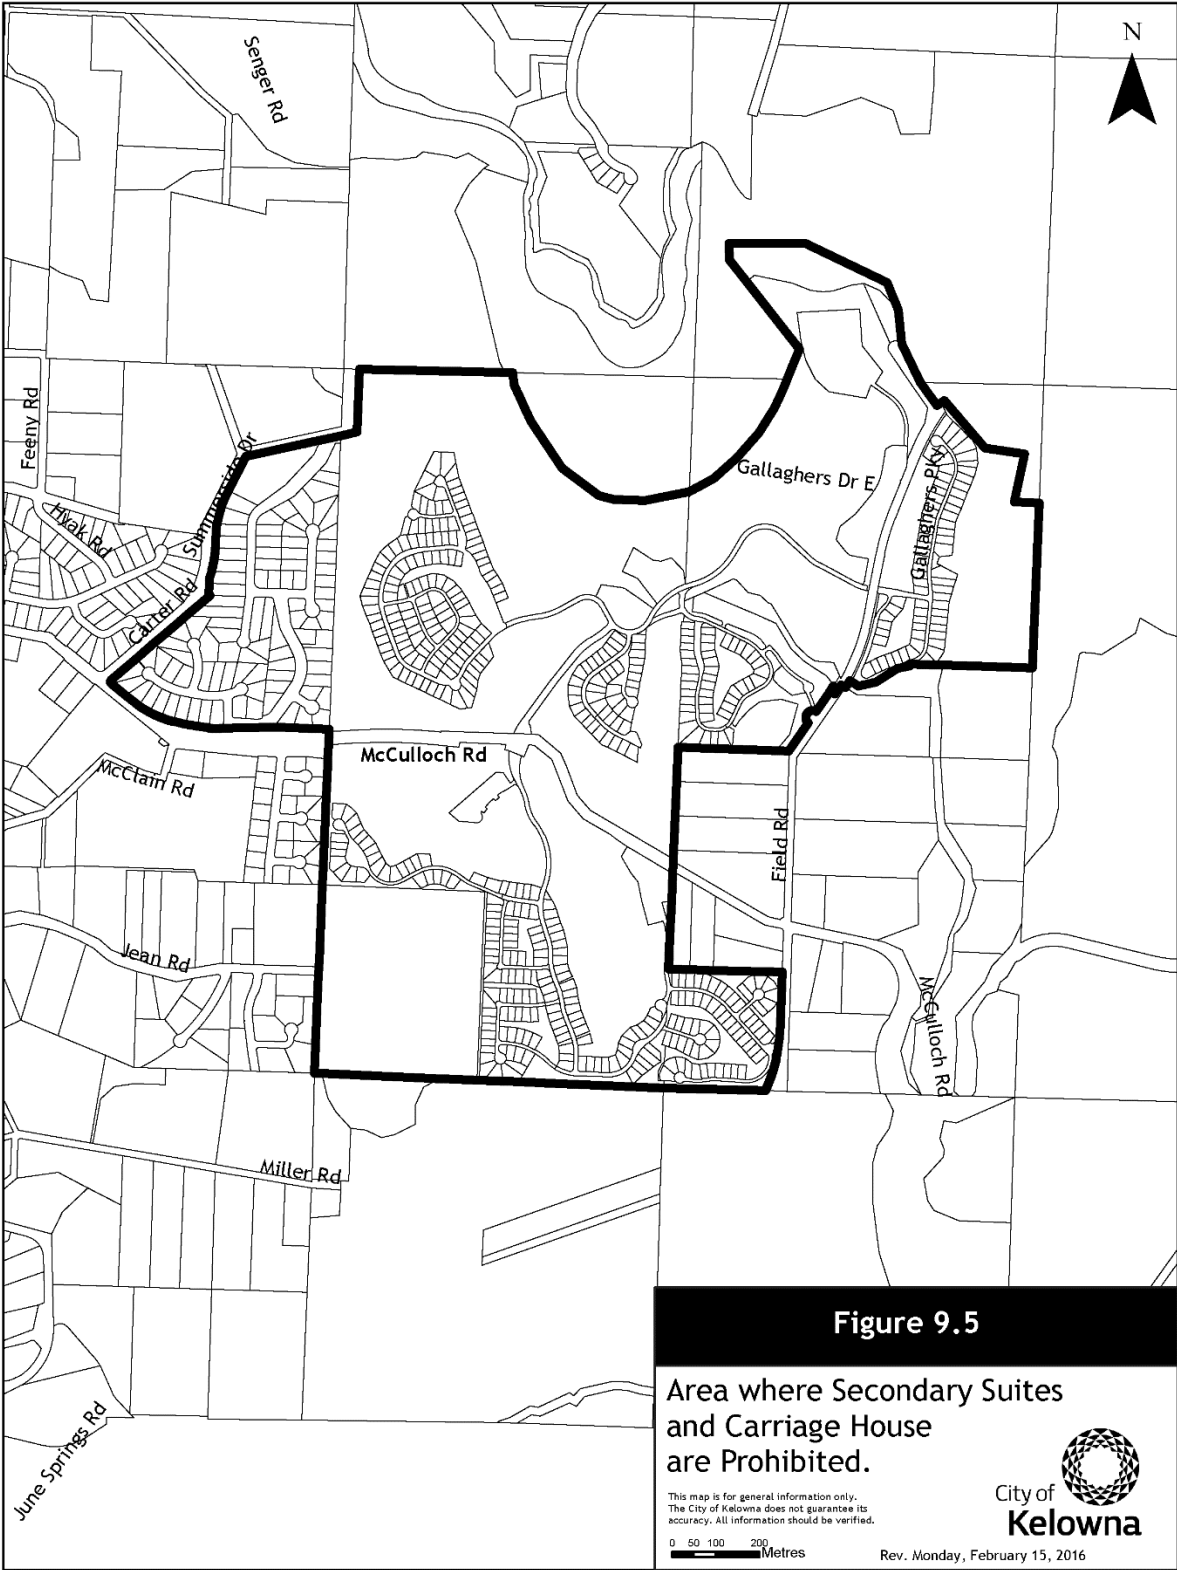 N
Senger Rd
Feeny Rd
Summerside Dr
Hyak Rd
Carter Rd
Gallaghers Dr E
Gallaghers Pky
McCulloch Rd
McClain Rd
Field Rd
Jean Rd
McCulloch Rd
Miller Rd
June Springs Rd
Figure 9.5
Area where Secondary Suites
and Carriage House
are Prohibited.
This map is for general information only.
The City of Kelowna does not guarantee its
accuracy. All information should be verified.
0 50 100 200
Metres
City of
Kelowna
Rev. Monday, February 15, 2016